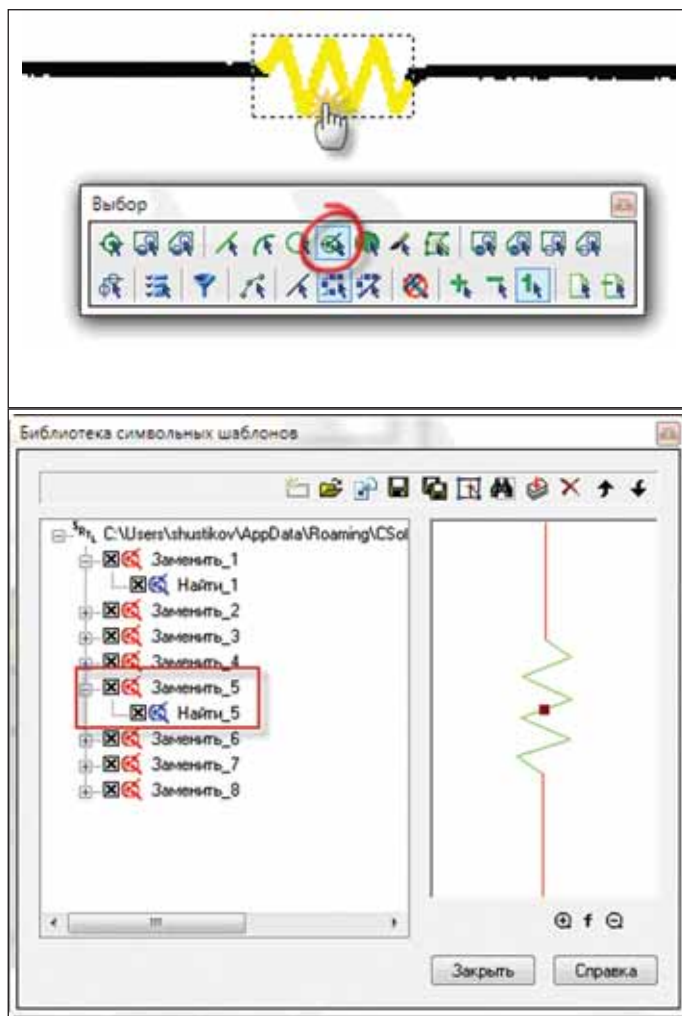 Выбор
Библиотека символьных шаблонов
C:\Users\shustikov\AppData\Roaming\CSol
Заменить_1
Найти_1
Заменить_2
Заменить_3
Заменить_4
Заменить_5
Найти_5
Заменить_6
Заменить_7
Заменить_8
f
Закрыть
Справка